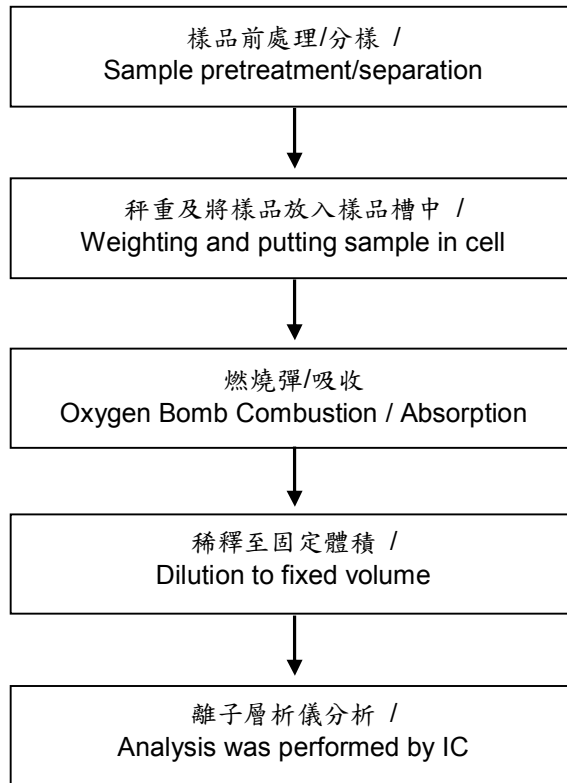 樣品前處理/分樣 /
Sample pretreatment/separation
秤重及將樣品放入樣品槽中 /
Weighting and putting sample in cell
燃燒彈/吸收
Oxygen Bomb Combustion / Absorption
稀釋至固定體積 /
Dilution to fixed volume
離子層析儀分析 /
Analysis was performed by IC